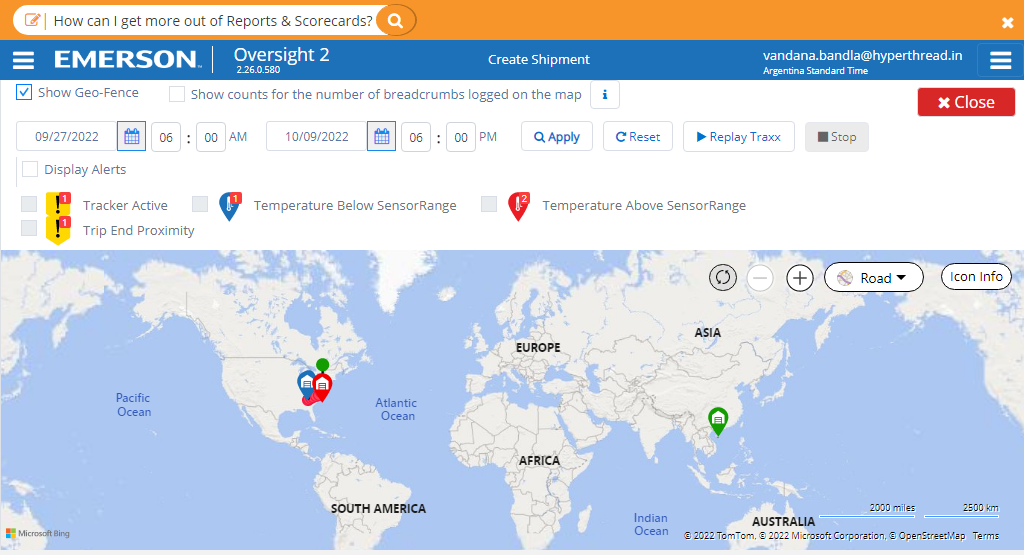 How can I get more out of Reports & Scorecards?
EMERSON Oversight 2
2.26.0.580
Create Shipment
vandana.bandla@hyperthread.in
Argentina Standard Time
Show Geo-Fence
Show counts for the number of breadcrumbs logged on the map
i
Close
09/27/2022 06 : 00 AM 10/09/2022 06 : 00 PM Apply Reset Replay Traxx Stop
Display Alerts
1 Tracker Active 1 Temperature Below SensorRange 2 Temperature Above SensorRange
1 Trip End Proximity
Road
Icon Info
ASIA
EUROPE
Pacific
Ocean
Atlantic
Ocean
AFRICA
SOUTH AMERICA
Indian
Ocean
AUSTRALIA
2000 miles 2500 km
Microsoft Bing
© 2022 TomTom, © 2022 Microsoft Corporation, © OpenStreetMap Terms